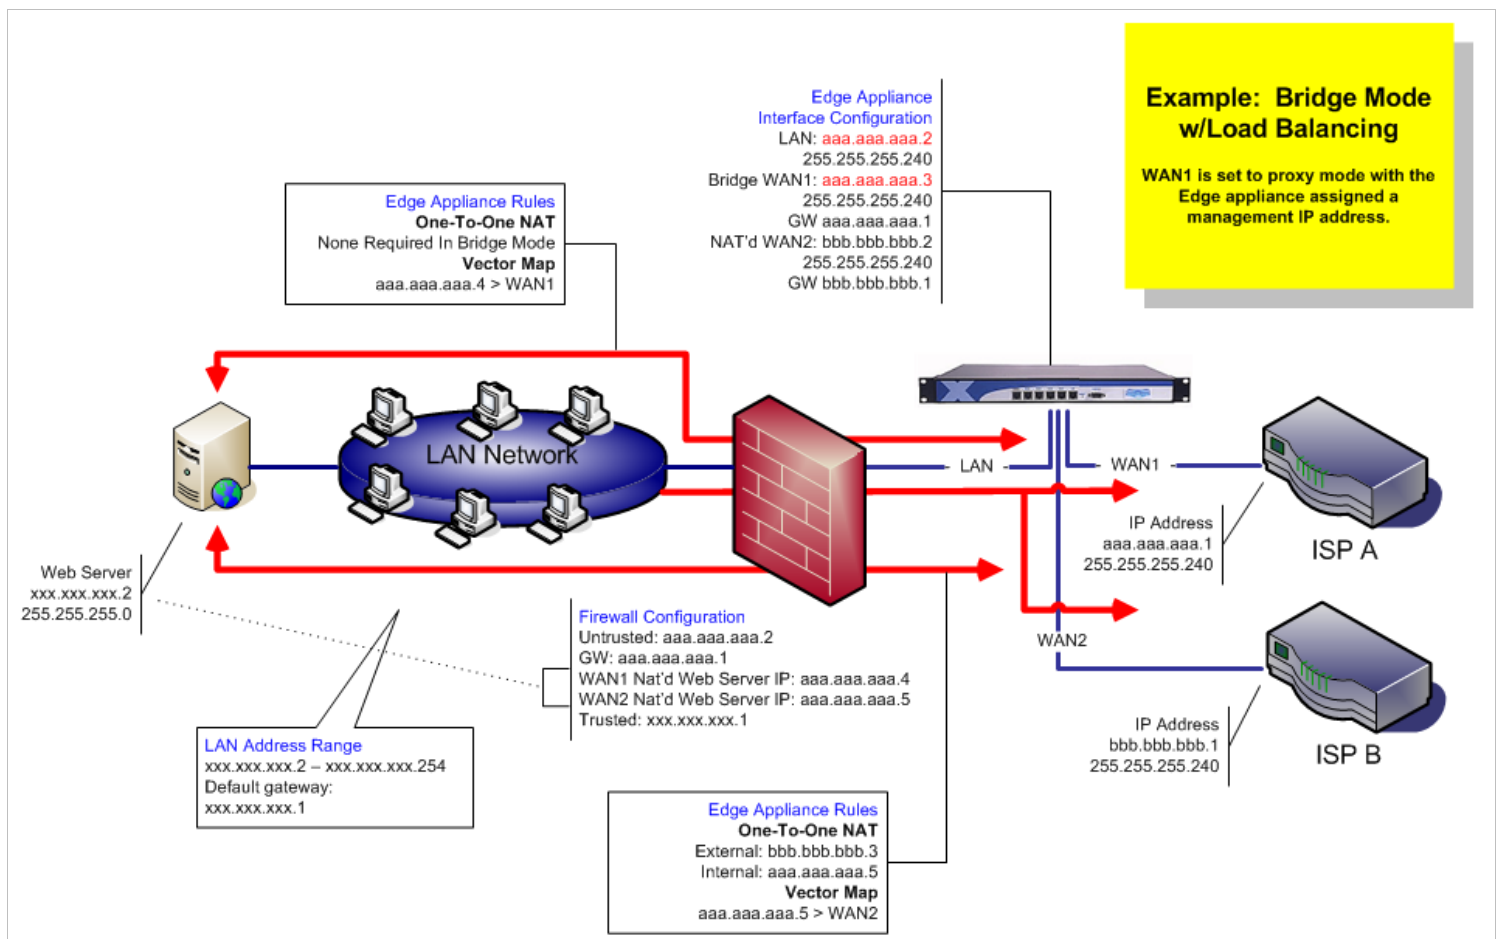 Example: Bridge Mode
w/Load Balancing
WAN1 is set to proxy mode with the
Edge appliance assigned a
management IP address.
Edge Appliance
Interface Configuration
LAN: aaa.aaa.aaa.2
255.255.255.240
Bridge WAN1: aaa.aaa.aaa.3
255.255.255.240
GW aaa.aaa.aaa.1
NAT'd WAN2: bbb.bbb.bbb.2
255.255.255.240
GW bbb.bbb.bbb.1
Edge Appliance Rules
One-To-One NAT
None Required In Bridge Mode
Vector Map
aaa.aaa.aaa.4 > WAN1
X
LAN Network
LAN
WAN1
IP Address
aaa.aaa.aaa.1
255.255.255.240
ISP A
Web Server
xxx.xxx.xxx.2
255.255.255.0
Firewall Configuration
Untrusted: aaa.aaa.aaa.2
GW: aaa.aaa.aaa.1
WAN1 Nat'd Web Server IP: aaa.aaa.aaa.4
WAN2 Nat'd Web Server IP: aaa.aaa.aaa.5
Trusted: xxx.xxx.xxx.1
WAN2
IP Address
bbb.bbb.bbb.1
255.255.255.240
ISP B
LAN Address Range
xxx.xxx.xxx.2 – xxx.xxx.xxx.254
Default gateway:
xxx.xxx.xxx.1
Edge Appliance Rules
One-To-One NAT
External: bbb.bbb.bbb.3
Internal: aaa.aaa.aaa.5
Vector Map
aaa.aaa.aaa.5 > WAN2